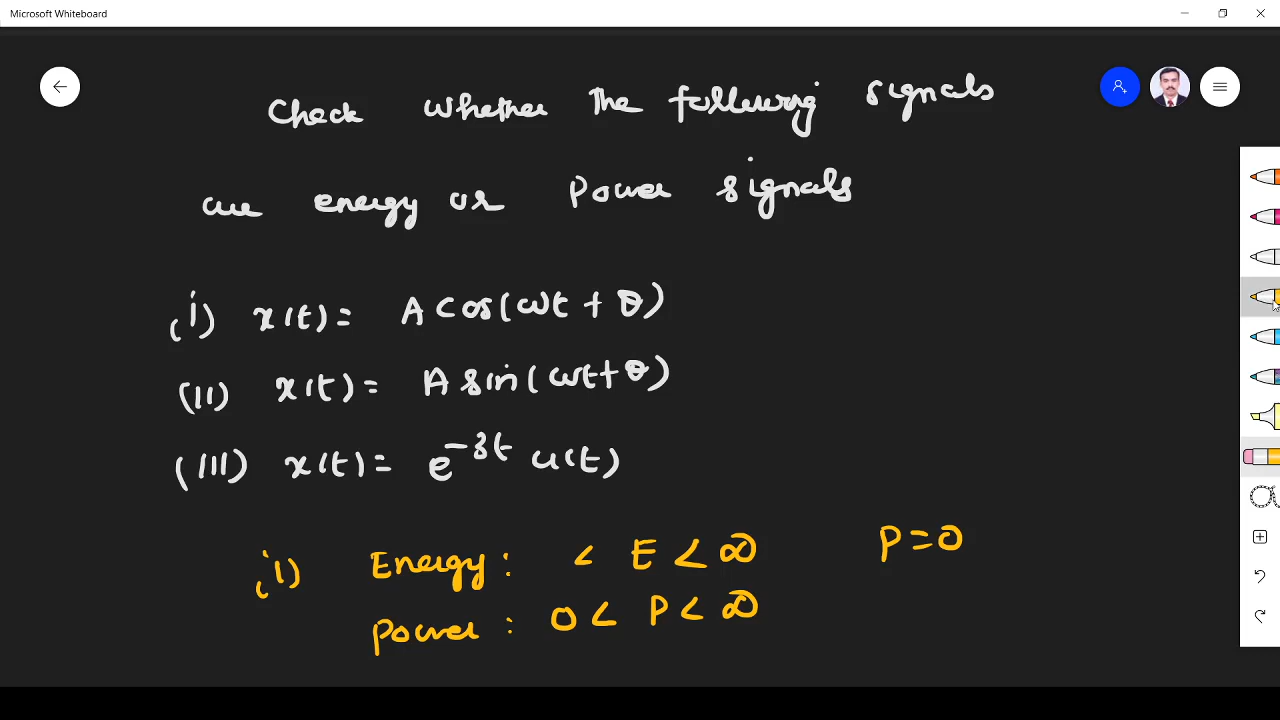 Microsoft Whiteboard
Check whether the following signals
are energy or Power signals
(i) x(t) = A Cos(ωt + θ)
(ii) x(t) = A sin(ωt+θ)
(iii) x(t) = e^-3t u(t)
(i) Energy : < E < ∞ P = 0
Power : 0 < P < ∞